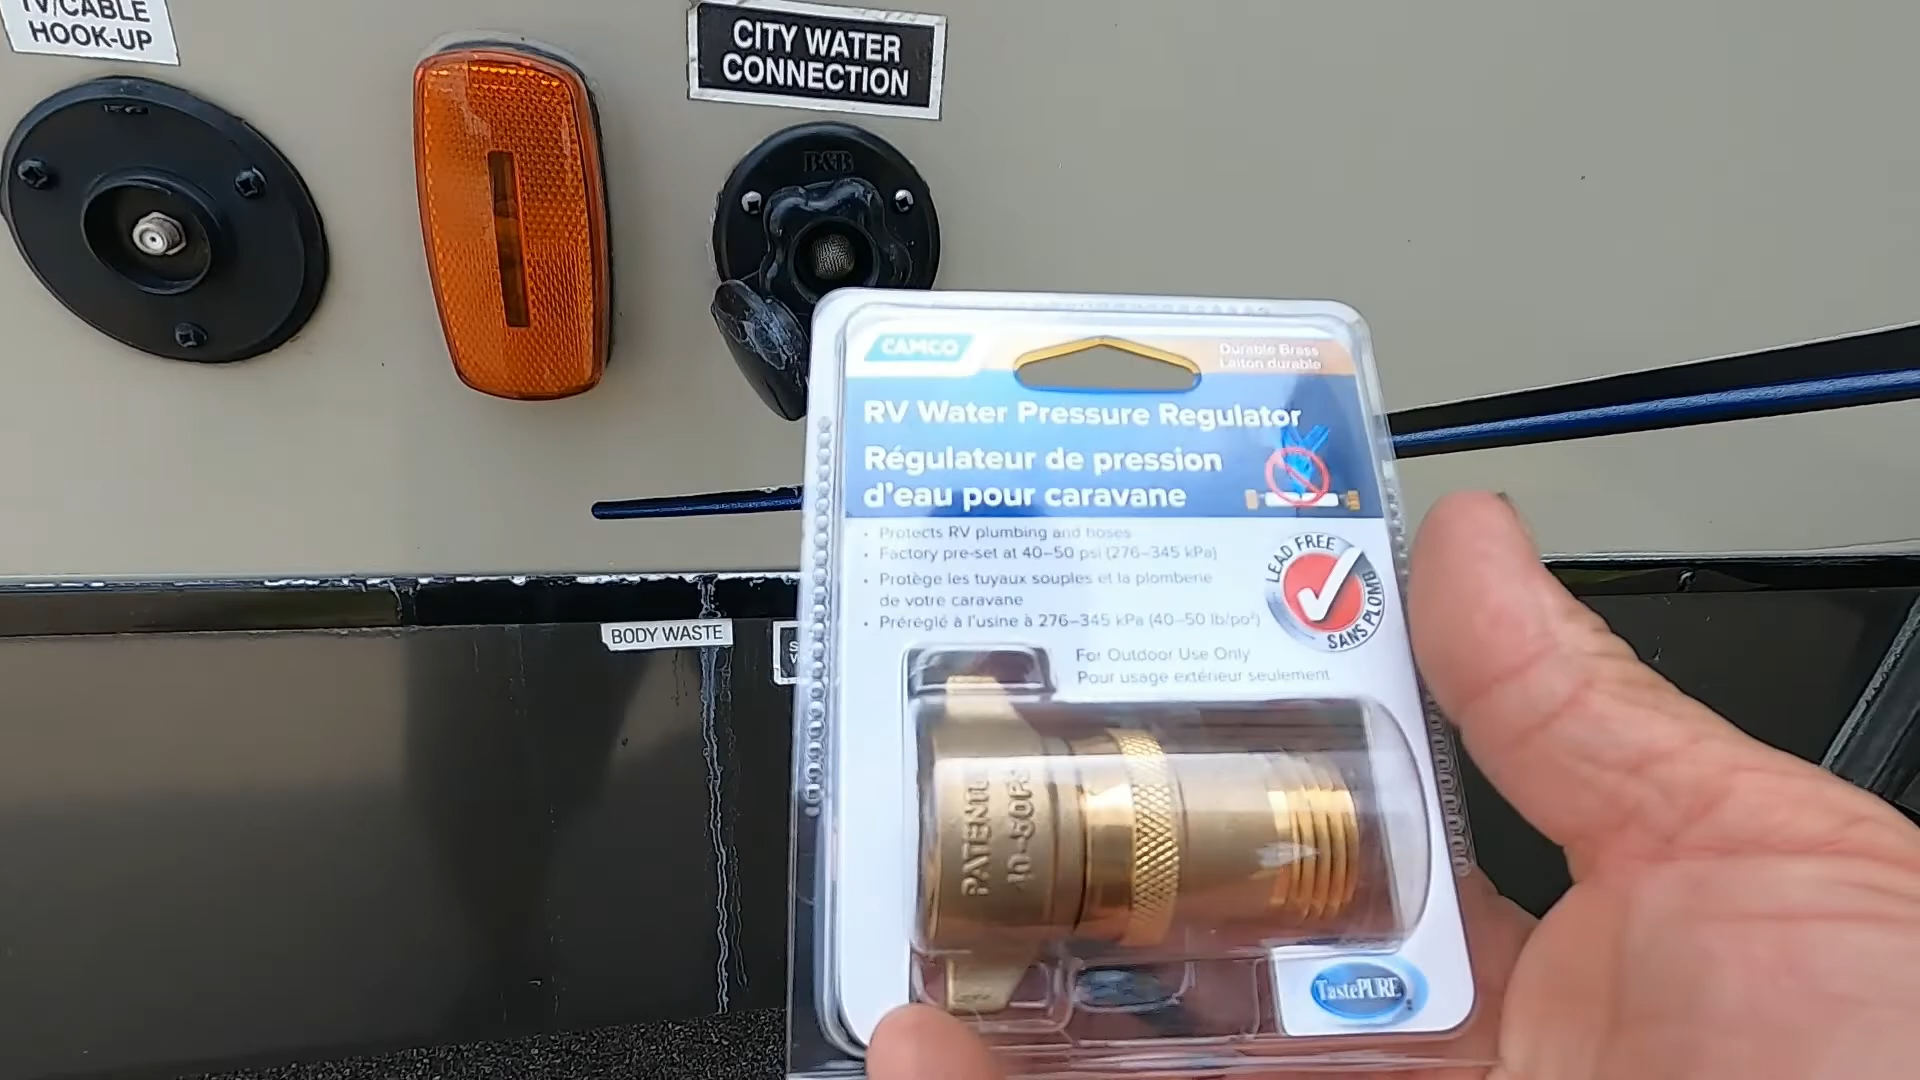 TV/CABLE
HOOK-UP
CITY WATER
CONNECTION
B&B
CAMCO
Durable Brass
Laiton durable
RV Water Pressure Regulator
Régulateur de pression
d'eau pour caravane
• Protects RV plumbing and hoses
• Factory pre-set at 40–50 psi (276–345 kPa)
• Protège les tuyaux souples et la plomberie
de votre caravane
• Préréglé à l'usine à 276–345 kPa (40–50 lb/po²)
LEAD FREE
SANS PLOMB
For Outdoor Use Only
Pour usage extérieur seulement
BODY WASTE
TastePURE